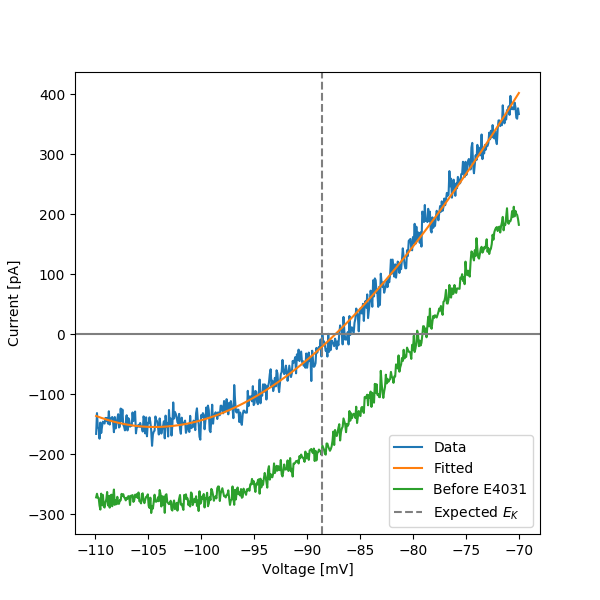 400
300
200
100
0
−100
−200
−300
Current [pA]
Data
Fitted
Before E4031
Expected E_K
−110
−105
−100
−95
−90
−85
−80
−75
−70
Voltage [mV]